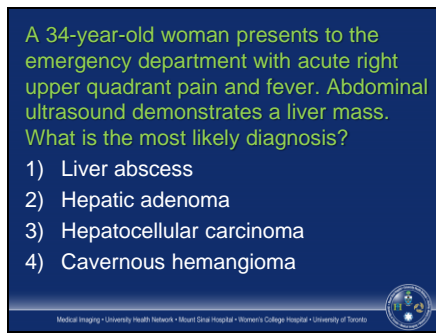 A 34-year-old woman presents to the
emergency department with acute right
upper quadrant pain and fever. Abdominal
ultrasound demonstrates a liver mass.
What is the most likely diagnosis?
1) Liver abscess
2) Hepatic adenoma
3) Hepatocellular carcinoma
4) Cavernous hemangioma
Medical Imaging • University Health Network • Mount Sinai Hospital • Women's College Hospital • University of Toronto